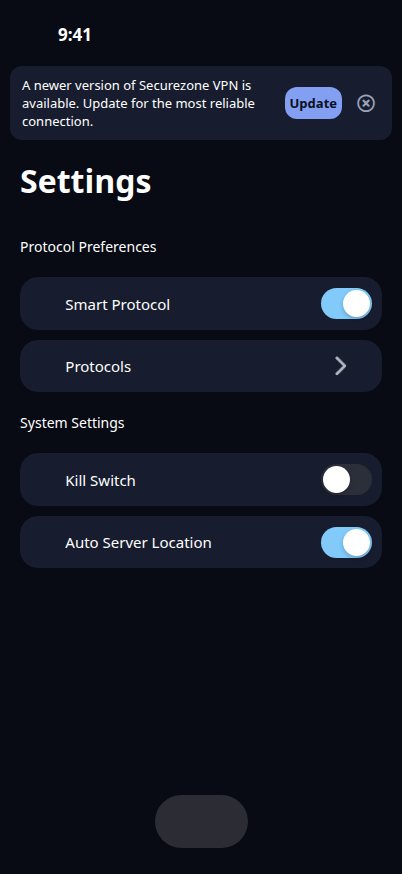 9:41
A newer version of Securezone VPN is
available. Update for the most reliable
connection.
Update
Settings
Protocol Preferences
Smart Protocol
Protocols
System Settings
Kill Switch
Auto Server Location